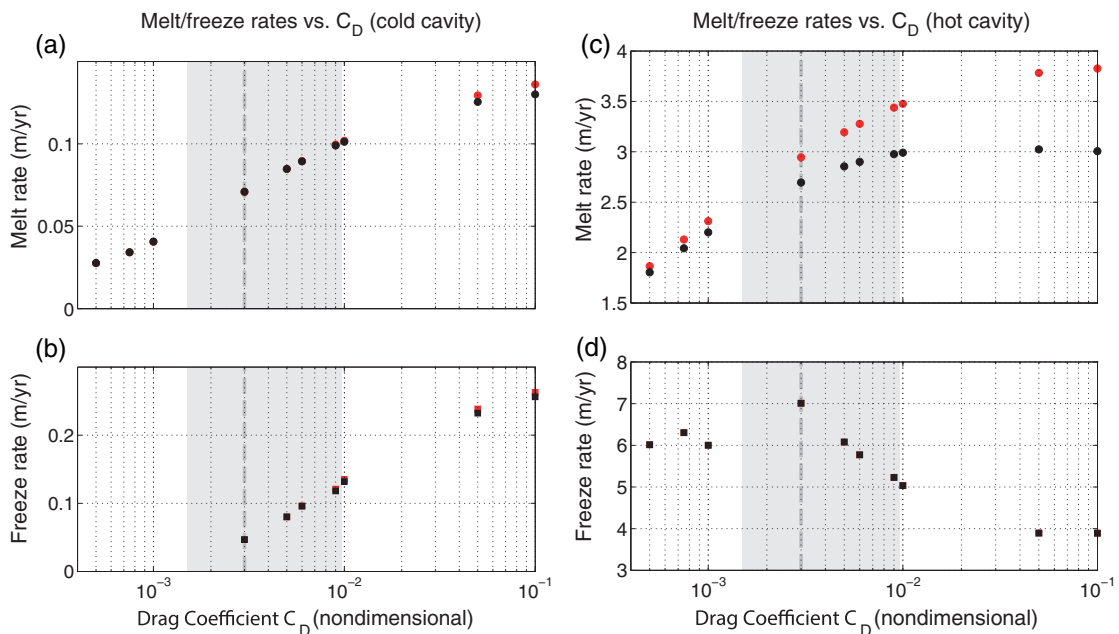 Melt/freeze rates vs. C_D (cold cavity)
(a)
Melt rate (m/yr)
0.1
0.05
0
(b)
Freeze rate (m/yr)
0.2
0.1
0
10⁻³ 10⁻² 10⁻¹
Drag Coefficient C_D (nondimensional)
Melt/freeze rates vs. C_D (hot cavity)
(c)
Melt rate (m/yr)
4
3.5
3
2.5
2
1.5
(d)
Freeze rate (m/yr)
8
7
6
5
4
3
10⁻³ 10⁻² 10⁻¹
Drag Coefficient C_D (nondimensional)